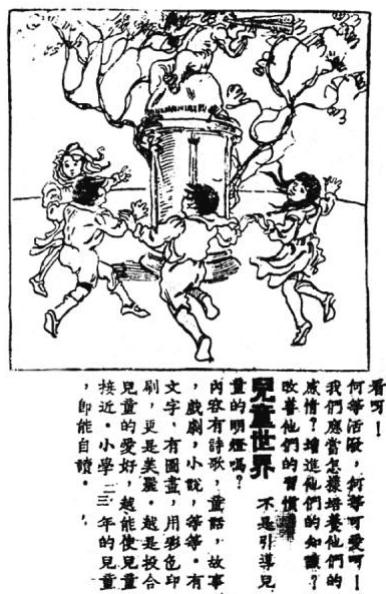 看呵！
何等活潑，何等可愛呵！
我們應當怎樣培養他們的
感情？增進他們的知識？
改善他們的習慣
兒童世界 不是引導兒
童的明燈嗎？
內容有詩歌，童話，故事
，戲劇，小說，等等。有
文字，有圖畫，用彩色印
刷，更是美麗。越是投合
兒童的愛好，越能使兒童
接近。小學二三年的兒童
，即能自讀。